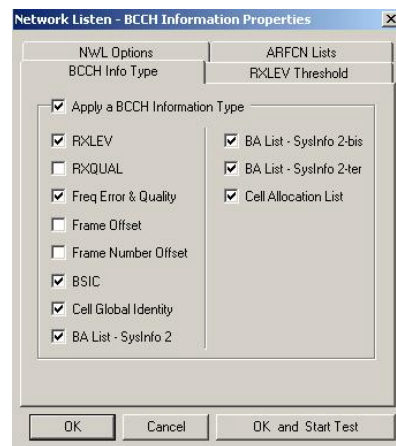 Network Listen - BCCH Information Properties
NWL Options
ARFCN Lists
BCCH Info Type
RXLEV Threshold
Apply a BCCH Information Type
RXLEV
RXQUAL
Freq Error & Quality
Frame Offset
Frame Number Offset
BSIC
Cell Global Identity
BA List - SysInfo 2
BA List - SysInfo 2-bis
BA List - SysInfo 2-ter
Cell Allocation List
OK
Cancel
OK and Start Test